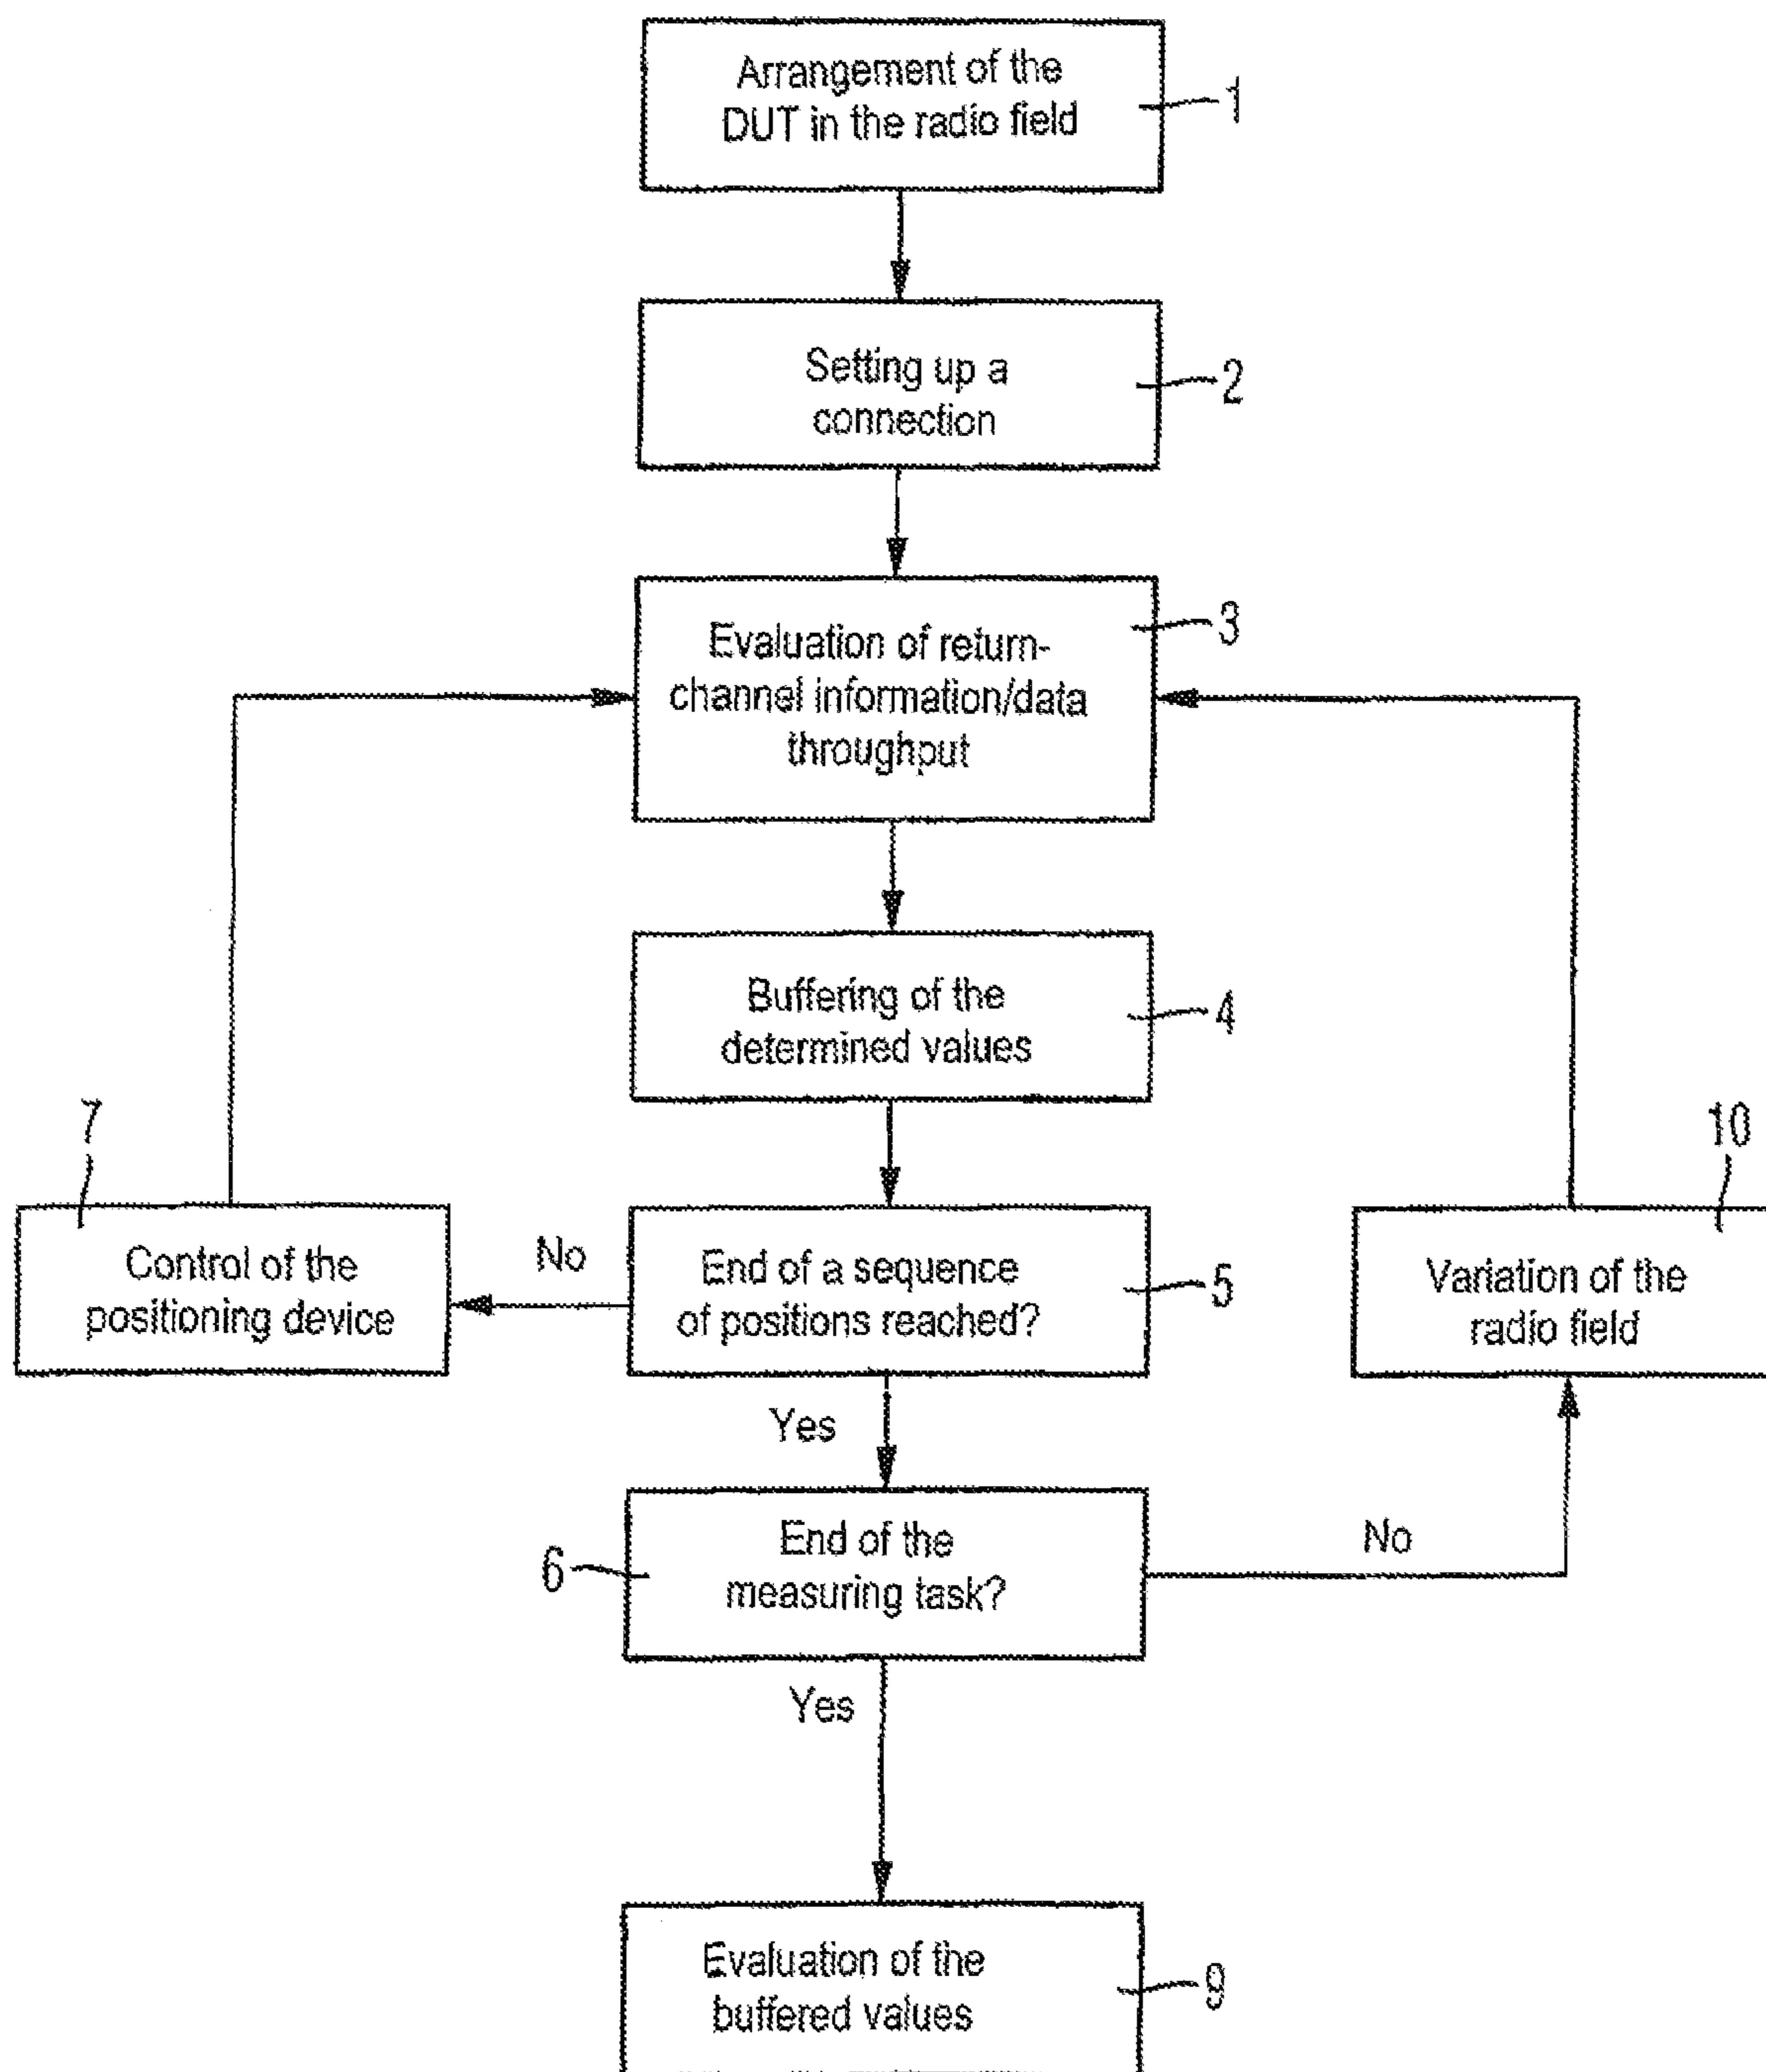 Arrangement of the
DUT in the radio field
1
Setting up a
connection
2
Evaluation of return-
channel information/data
throughput
3
Buffering of the
determined values
4
7
Control of the
positioning device
No
End of a sequence
of positions reached?
5
10
Variation of the
radio field
Yes
6
End of the
measuring task?
No
Yes
Evaluation of the
buffered values
9